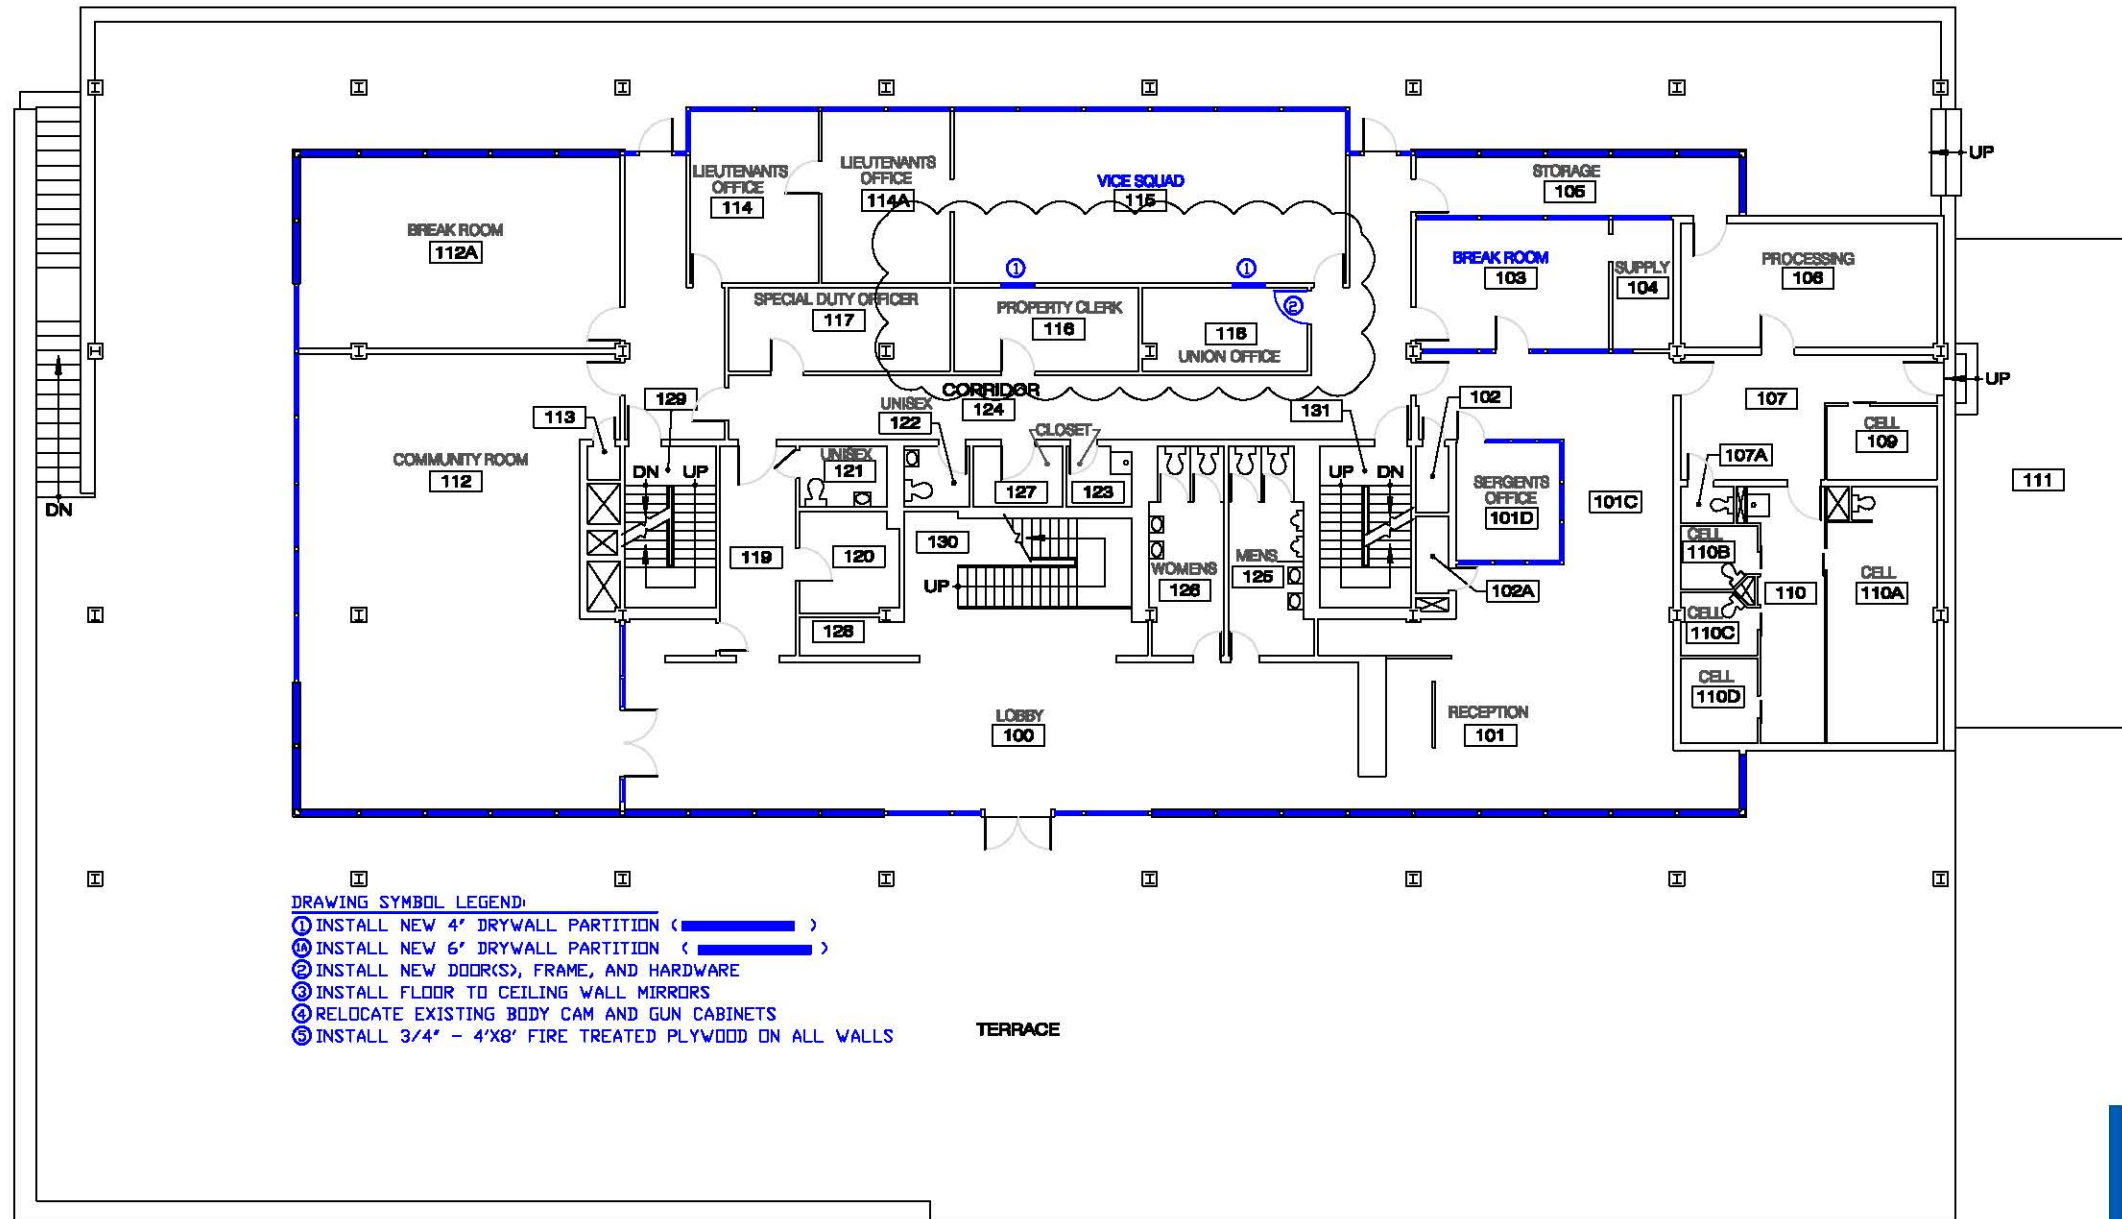 UP
LIEUTENANTS
OFFICE
114
LIEUTENANTS
OFFICE
114A
VICE SQUAD
115
STORAGE
105
BREAK ROOM
112A
1
1
BREAK ROOM
103
SUPPLY
104
PROCESSING
106
SPECIAL DUTY OFFICER
117
PROPERTY CLERK
116
2
118
UNION OFFICE
UP
CORRIDOR
124
113
129
UNISEX
122
131
102
107
CELL
109
CLOSET
COMMUNITY ROOM
112
DN
UP
UNISEX
121
127
123
UP
DN
SERGENTS
OFFICE
101D
101C
107A
111
DN
119
120
130
UP
WOMENS
126
MENS
125
102A
CELL
110B
110
CELL
110A
CELL
110C
128
CELL
110D
LOBBY
100
RECEPTION
101
DRAWING SYMBOL LEGEND:
1 INSTALL NEW 4" DRYWALL PARTITION ( )
1A INSTALL NEW 6" DRYWALL PARTITION ( )
2 INSTALL NEW DOOR(S), FRAME, AND HARDWARE
3 INSTALL FLOOR TO CEILING WALL MIRRORS
4 RELOCATE EXISTING BODY CAM AND GUN CABINETS
5 INSTALL 3/4" - 4'X8' FIRE TREATED PLYWOOD ON ALL WALLS
TERRACE